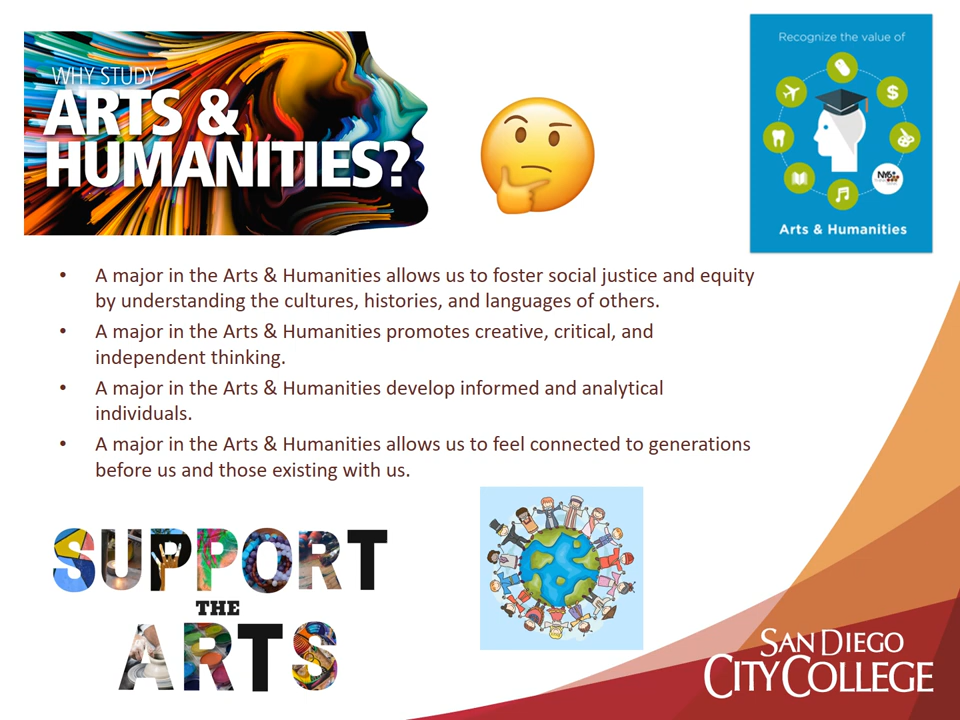 WHY STUDY
ARTS &
HUMANITIES?
Recognize the value of
$
Arts & Humanities
• A major in the Arts & Humanities allows us to foster social justice and equity
by understanding the cultures, histories, and languages of others.
• A major in the Arts & Humanities promotes creative, critical, and
independent thinking.
• A major in the Arts & Humanities develop informed and analytical
individuals.
• A major in the Arts & Humanities allows us to feel connected to generations
before us and those existing with us.
SUPPORT
THE
ARTS
SAN DIEGO
CITY COLLEGE